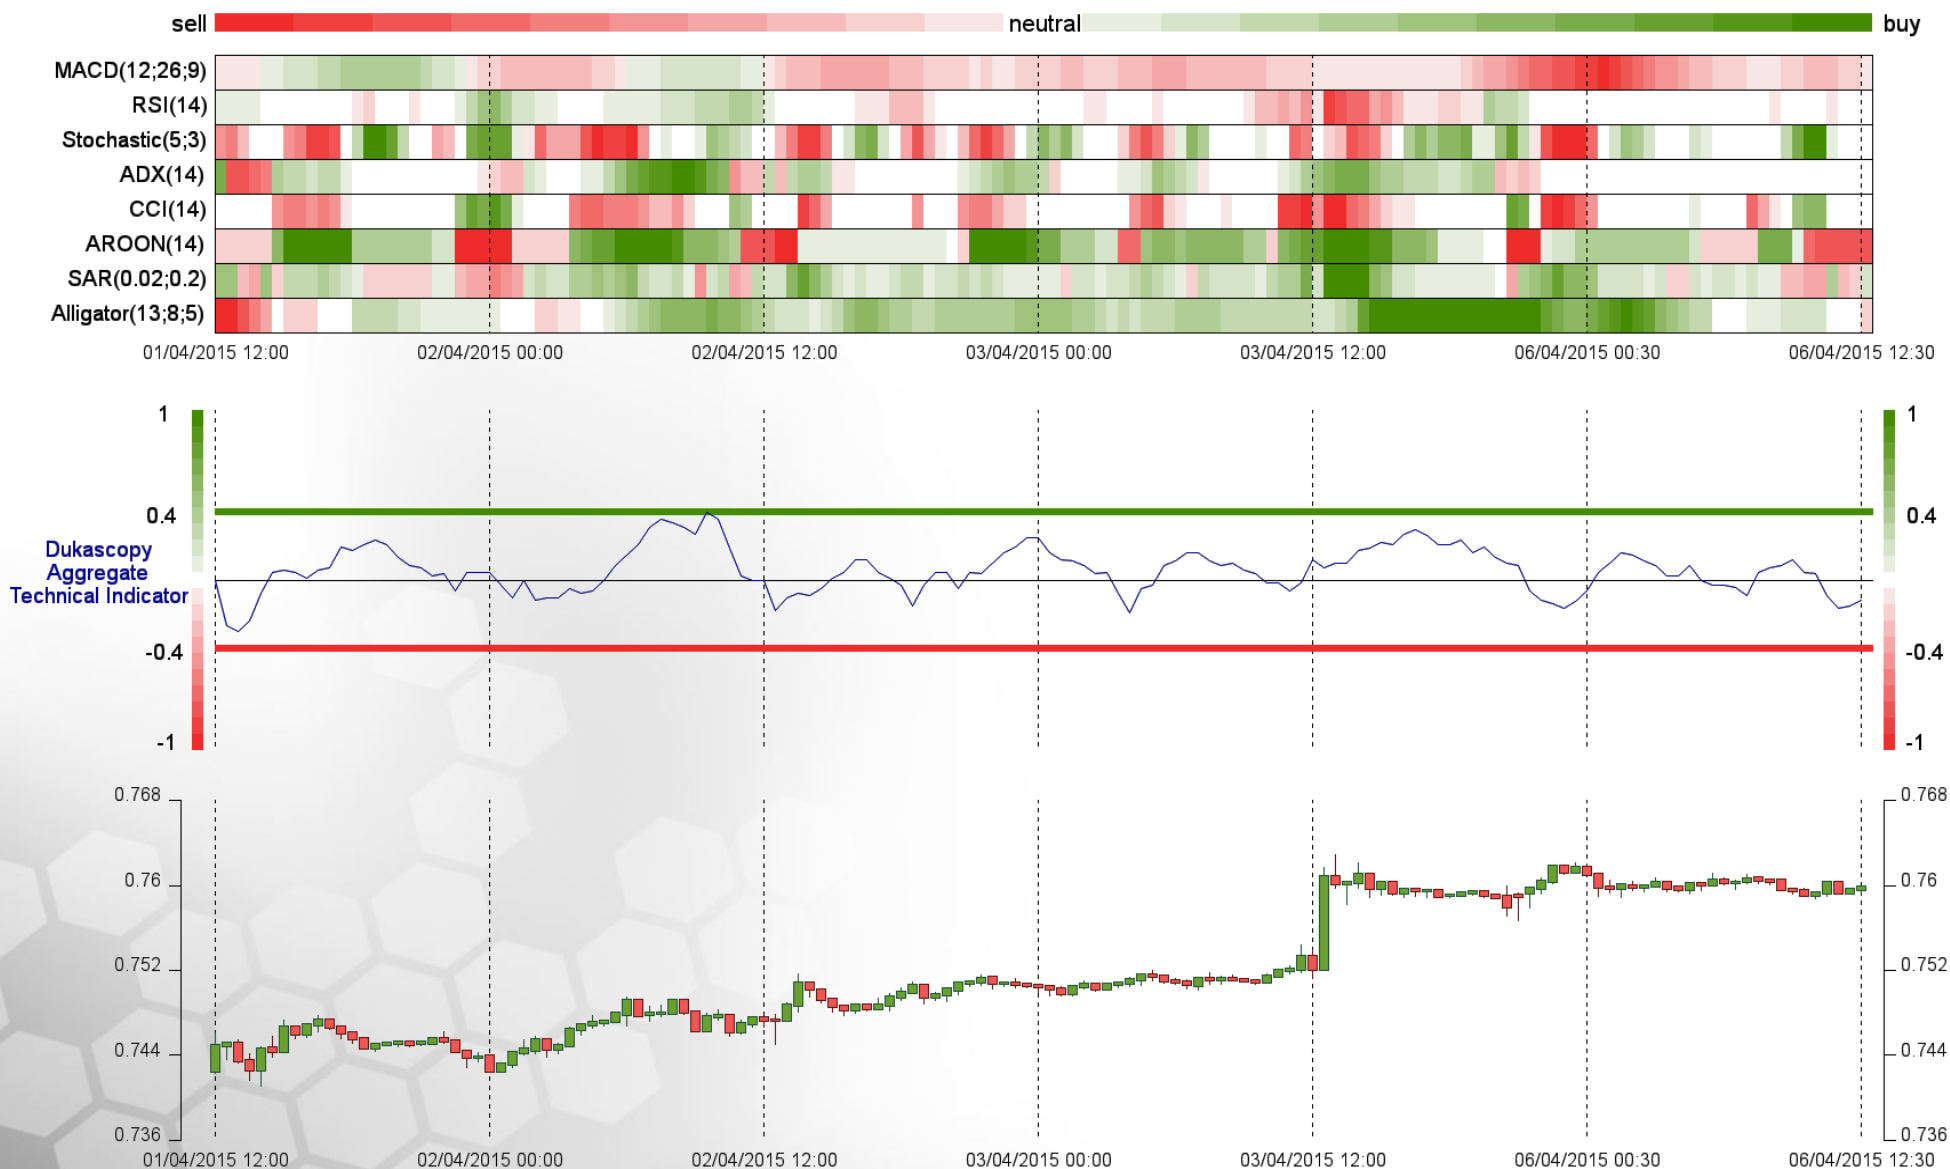 sell neutral buy
MACD(12;26;9)
RSI(14)
Stochastic(5;3)
ADX(14)
CCI(14)
AROON(14)
SAR(0.02;0.2)
Alligator(13;8;5)
01/04/2015 12:00 02/04/2015 00:00 02/04/2015 12:00 03/04/2015 00:00 03/04/2015 12:00 06/04/2015 00:30 06/04/2015 12:30
1 1
0.4 0.4
Dukascopy
Aggregate
Technical Indicator
-0.4 -0.4
-1 -1
0.768 0.768
0.76 0.76
0.752 0.752
0.744 0.744
0.736 0.736
01/04/2015 12:00 02/04/2015 00:00 02/04/2015 12:00 03/04/2015 00:00 03/04/2015 12:00 06/04/2015 00:30 06/04/2015 12:30